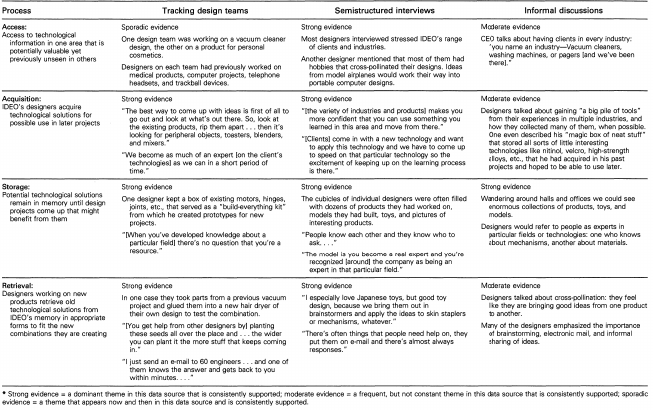 Process
Tracking design teams
Semistructured interviews
Informal discussions
Access:
Access to technological
information in one area that is
potentially valuable yet
previously unseen in others
Sporadic evidence
One design team was working on a vacuum cleaner
design, the other on a product for personal
cosmetics.
Designers on each team had previously worked on
medical products, computer projects, telephone
headsets, and trackball devices.
Strong evidence
Most designers interviewed stressed IDEO's range
of clients and industries.
Another designer mentioned that most of them had
hobbies that cross-pollinated their designs. Ideas
from model airplanes would work their way into
portable computer designs.
Moderate evidence
CEO talks about having clients in every industry:
'you name an industry—Vacuum cleaners,
washing machines, or pagers [and we've been
there]."
Acquisition:
IDEO's designers acquire
technological solutions for
possible use in later projects
Strong evidence
"The best way to come up with ideas is first of all to
go out and look at what's out there. So, look at
the existing products, rip them apart . . . then it's
looking for peripheral objects, toasters, blenders,
and mixers."
"We become as much of an expert [on the client's
technologies] as we can in a short period of
time."
Strong evidence
"[the variety of industries and products] makes you
more confident that you can use something you
learned in this area and move from there."
"[Clients] come in with a new technology and want
to apply this technology and we have to come up
to speed on that particular technology so the
excitement of keeping up on the learning process
is there."
Moderate evidence
Designers talked about gaining "a big pile of tools"
from their experiences in multiple industries, and
how they collected many of them, when possible.
One even described his "magic box of neat stuff"
that stored all sorts of little interesting
technologies like nitinol, velcro, high-strength
alloys, etc., that he had acquired in his past
projects and hoped to be able to use later.
Storage:
Potential technological solutions
remain in memory until design
projects come up that might
benefit from them
Strong evidence
One designer kept a box of existing motors, hinges,
joints, etc., that served as a "build-everything kit"
from which he created prototypes for new
projects.
"[When you've developed knowledge about a
particular field] there's no question that you're a
resource."
Strong evidence
The cubicles of individual designers were often filled
with dozens of products they had worked on,
models they had built, toys, and pictures of
interesting products.
"People know each other and they know who to
ask. . . ."
"The model is you become a real expert and you're
recognized [around] the company as being an
expert in that particular field."
Strong evidence
Wandering around halls and offices we could see
enormous collections of products, toys, and
models.
Designers would refer to people as experts in
particular fields or technologies: one who knows
about mechanisms, another about materials.
Retrieval:
Designers working on new
products retrieve old
technological solutions from
IDEO's memory in appropriate
forms to fit the new
combinations they are creating
Strong evidence
In one case they took parts from a previous vacuum
project and glued them into a new hair dryer of
their own design to test the combination.
"[You get help from other designers by] planting
these seeds all over the place and . . . the wider
you can plant it the more stuff that keeps coming
in."
"I just send an e-mail to 60 engineers . . . and one of
them knows the answer and gets back to you
within minutes. . . ."
Strong evidence
"I especially love Japanese toys, but good toy
design, because we bring them out in
brainstormers and apply the ideas to skin staplers
or mechanisms, whatever."
"There's often things that people need help on, they
put them on e-mail and there's almost always
responses."
Moderate evidence
Designers talked about cross-pollination: they feel
like they are bringing good ideas from one product
to another.
Many of the designers emphasized the importance
of brainstorming, electronic mail, and informal
sharing of ideas.
* Strong evidence = a dominant theme in this data source that is consistently supported; moderate evidence = a frequent, but not constant theme in this data source that is consistently supported; sporadic
evidence = a theme that appears now and then in this data source and is consistently supported.